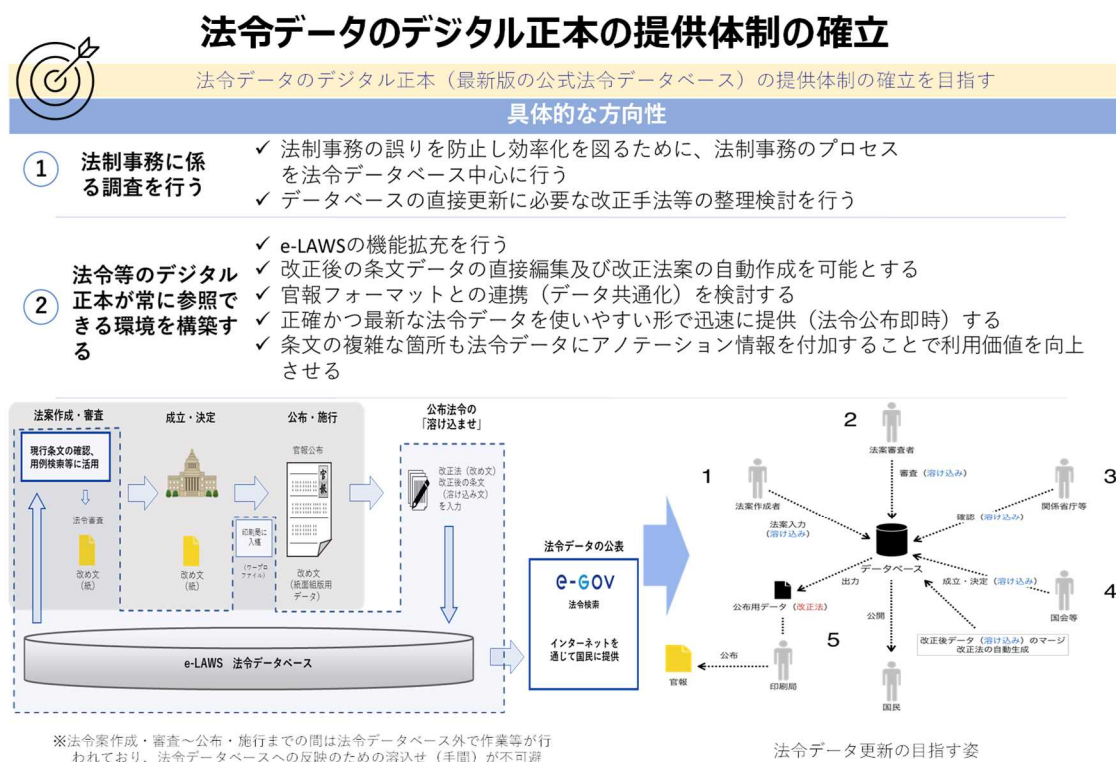 法令データのデジタル正本の提供体制の確立
法令データのデジタル正本（最新版の公式法令データベース）の提供体制の確立を目指す
具体的な方向性
1
法制事務に係
る調査を行う
✓ 法制事務の誤りを防止し効率化を図るために、法制事務のプロセス
を法令データベース中心に行う
✓ データベースの直接更新に必要な改正手法等の整理検討を行う
2
法令等のデジタル
正本が常に参照で
きる環境を構築す
る
✓ e-LAWSの機能拡充を行う
✓ 改正後の条文データの直接編集及び改正法案の自動作成を可能とする
✓ 官報フォーマットとの連携（データ共通化）を検討する
✓ 正確かつ最新な法令データを使いやすい形で迅速に提供（法令公布即時）する
✓ 条文の複雑な箇所も法令データにアノテーション情報を付加することで利用価値を向上
させる
法案作成・審査
現行条文の確認、
用例検索等に活用
法令審査
改め文
（紙）
成立・決定
改め文
（紙）
公布・施行
官報公布
官報
印刷局に
入稿
（ワープロ
ファイル）
改め文
（紙面組版用
データ）
公布法令の
「溶け込ませ」
改正法（改め文）
改正後の条文
（溶け込み文）
を入力
e-LAWS 法令データベース
法令データの公表
e-GOV
法令検索
インターネットを
通じて国民に提供
※法令案作成・審査～公布・施行までの間は法令データベース外で作業等が行
われており、法令データベースへの反映のための溶込せ（手間）が不可避
1
法案作成者
法案入力
（溶け込み）
2
法案審査者
審査（溶け込み）
3
関係省庁等
確認（溶け込み）
データベース
4
国会等
成立・決定（溶け込み）
改正後データ（溶け込み）のマージ
改正法の自動生成
出力
公布用データ（改正法）
公開
5
公布
官報
印刷局
国民
法令データ更新の目指す姿